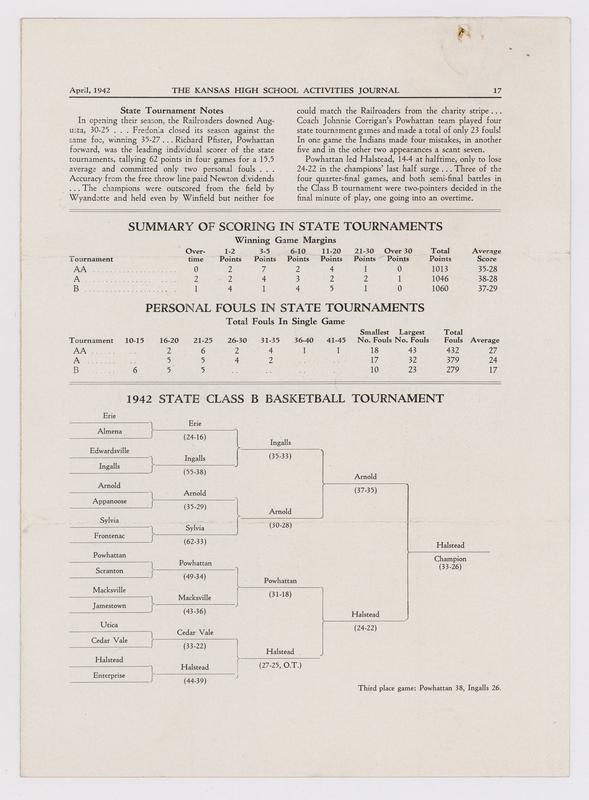 April, 1942 THE KANSAS HIGH SCHOOL ACTIVITIES JOURNAL 17
State Tournament Notes
In opening their season, the Railroaders downed Aug-
usta, 30-25 . . . Fredonia closed its season against the
same foe, winning 35-27 . . . Richard Pfister, Powhattan
forward, was the leading individual scorer of the state
tournaments, tallying 62 points in four games for a 15.5
average and committed only two personal fouls . . .
Accuracy from the free throw line paid Newton dividends
. . . The champions were outscored from the field by
Wyandotte and held even by Winfield but neither foe
could match the Railroaders from the charity stripe . . .
Coach Johnnie Corrigan's Powhattan team played four
state tournament games and made a total of only 23 fouls!
In one game the Indians made four mistakes, in another
five and in the other two appearances a scant seven.
Powhattan led Halstead, 14-4 at halftime, only to lose
24-22 in the champions' last half surge . . . Three of the
four quarter-final games, and both semi-final battles in
the Class B tournament were two-pointers decided in the
final minute of play, one going into an overtime.
SUMMARY OF SCORING IN STATE TOURNAMENTS
Winning Game Margins
Over- 1-2 3-5 6-10 11-20 21-30 Over 30 Total Average
Tournament time Points Points Points Points Points Points Points Score
AA 0 2 7 2 4 1 0 1013 35-28
A 2 2 4 3 2 2 1 1046 38-28
B 1 4 1 4 5 1 0 1060 37-29
PERSONAL FOULS IN STATE TOURNAMENTS
Total Fouls In Single Game
Smallest Largest Total
Tournament 10-15 16-20 21-25 26-30 31-35 36-40 41-45 No. Fouls No. Fouls Fouls Average
AA . . 2 6 2 4 1 1 18 43 432 27
A . . 5 5 4 2 . . . . 17 32 379 24
B 6 5 5 . . . . . . . . 10 23 279 17
1942 STATE CLASS B BASKETBALL TOURNAMENT
Erie
Almena
Edwardsville
Ingalls
Arnold
Appanoose
Sylvia
Frontenac
Powhattan
Scranton
Macksville
Jamestown
Utica
Cedar Vale
Halstead
Enterprise
Erie
(24-16)
Ingalls
(55-38)
Arnold
(35-29)
Sylvia
(62-33)
Powhattan
(49-34)
Macksville
(43-36)
Cedar Vale
(33-22)
Halstead
(44-39)
Ingalls
(35-33)
Arnold
(30-28)
Powhattan
(31-18)
Halstead
(27-25, O.T.)
Arnold
(37-35)
Halstead
(24-22)
Halstead
Champion
(33-26)
Third place game: Powhattan 38, Ingalls 26.